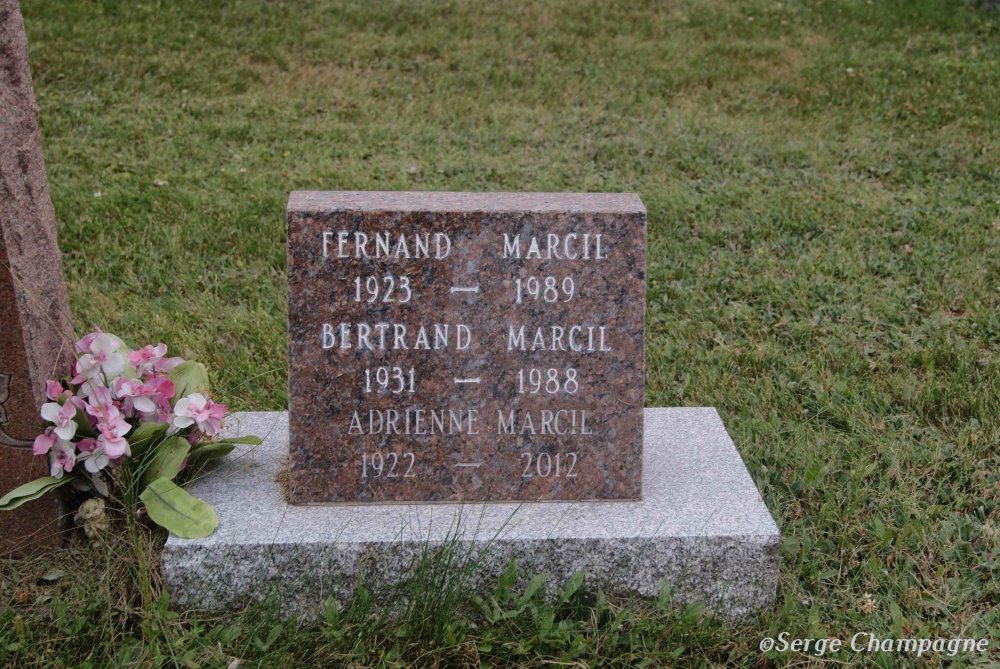 FERNAND MARCIL
1923 — 1989
BERTRAND MARCIL
1931 — 1988
ADRIENNE MARCIL
1922 — 2012
©Serge Champagne